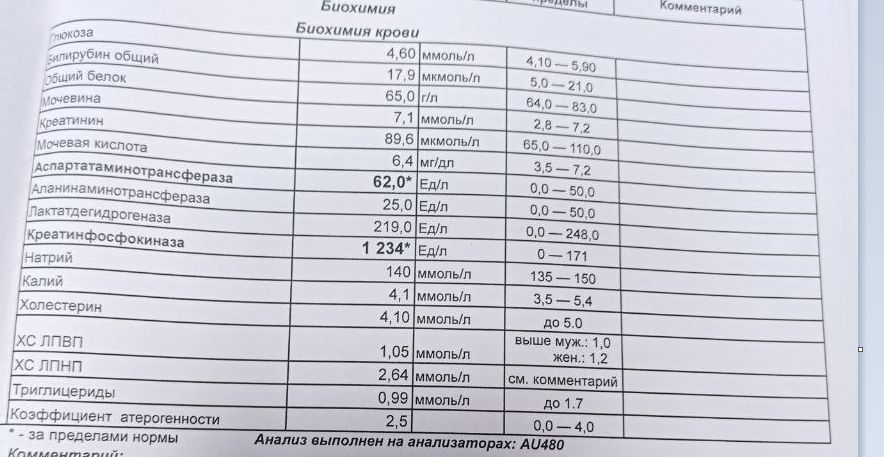 Биохимия
Комментарий
Биохимия крови
Глюкоза 4,60 ммоль/л 4,10 — 5,90
Билирубин общий 17,9 мкмоль/л 5,0 — 21,0
Общий белок 65,0 г/л 64,0 — 83,0
Мочевина 7,1 ммоль/л 2,8 — 7,2
Креатинин 89,6 мкмоль/л 65,0 — 110,0
Мочевая кислота 6,4 мг/дл 3,5 — 7,2
Аспартатаминотрансфераза 62,0* Ед/л 0,0 — 50,0
Аланинаминотрансфераза 25,0 Ед/л 0,0 — 50,0
Лактатдегидрогеназа 219,0 Ед/л 0,0 — 248,0
Креатинфосфокиназа 1 234* Ед/л 0 — 171
Натрий 140 ммоль/л 135 — 150
Калий 4,1 ммоль/л 3,5 — 5,4
Холестерин 4,10 ммоль/л до 5.0
ХС ЛПВП 1,05 ммоль/л выше муж.: 1,0
жен.: 1,2
ХС ЛПНП 2,64 ммоль/л см. комментарий
Триглицериды 0,99 ммоль/л до 1.7
Коэффициент атерогенности 2,5 0,0 — 4,0
* - за пределами нормы Анализ выполнен на анализаторах: AU480
Комментарий: